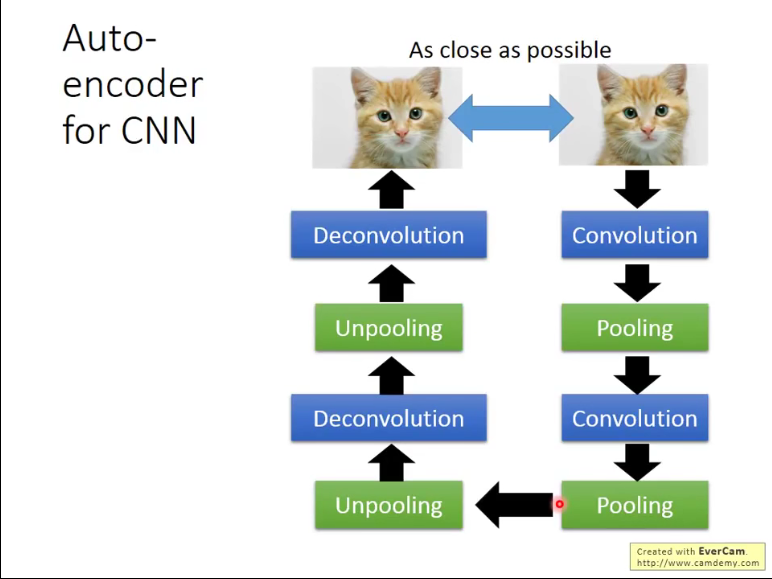 Auto-
encoder
for CNN
As close as possible
Deconvolution
Convolution
Unpooling
Pooling
Deconvolution
Convolution
Unpooling
Pooling
Created with EverCam.
http://www.camdemy.com